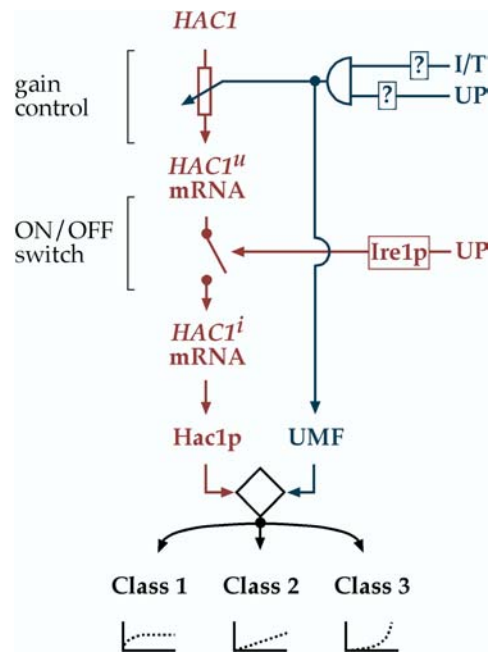 HAC1
gain
control
? I/T
? UP
HAC1ᵘ
mRNA
ON/OFF
switch
Ire1p UP
HAC1ⁱ
mRNA
Hac1p UMF
Class 1 Class 2 Class 3